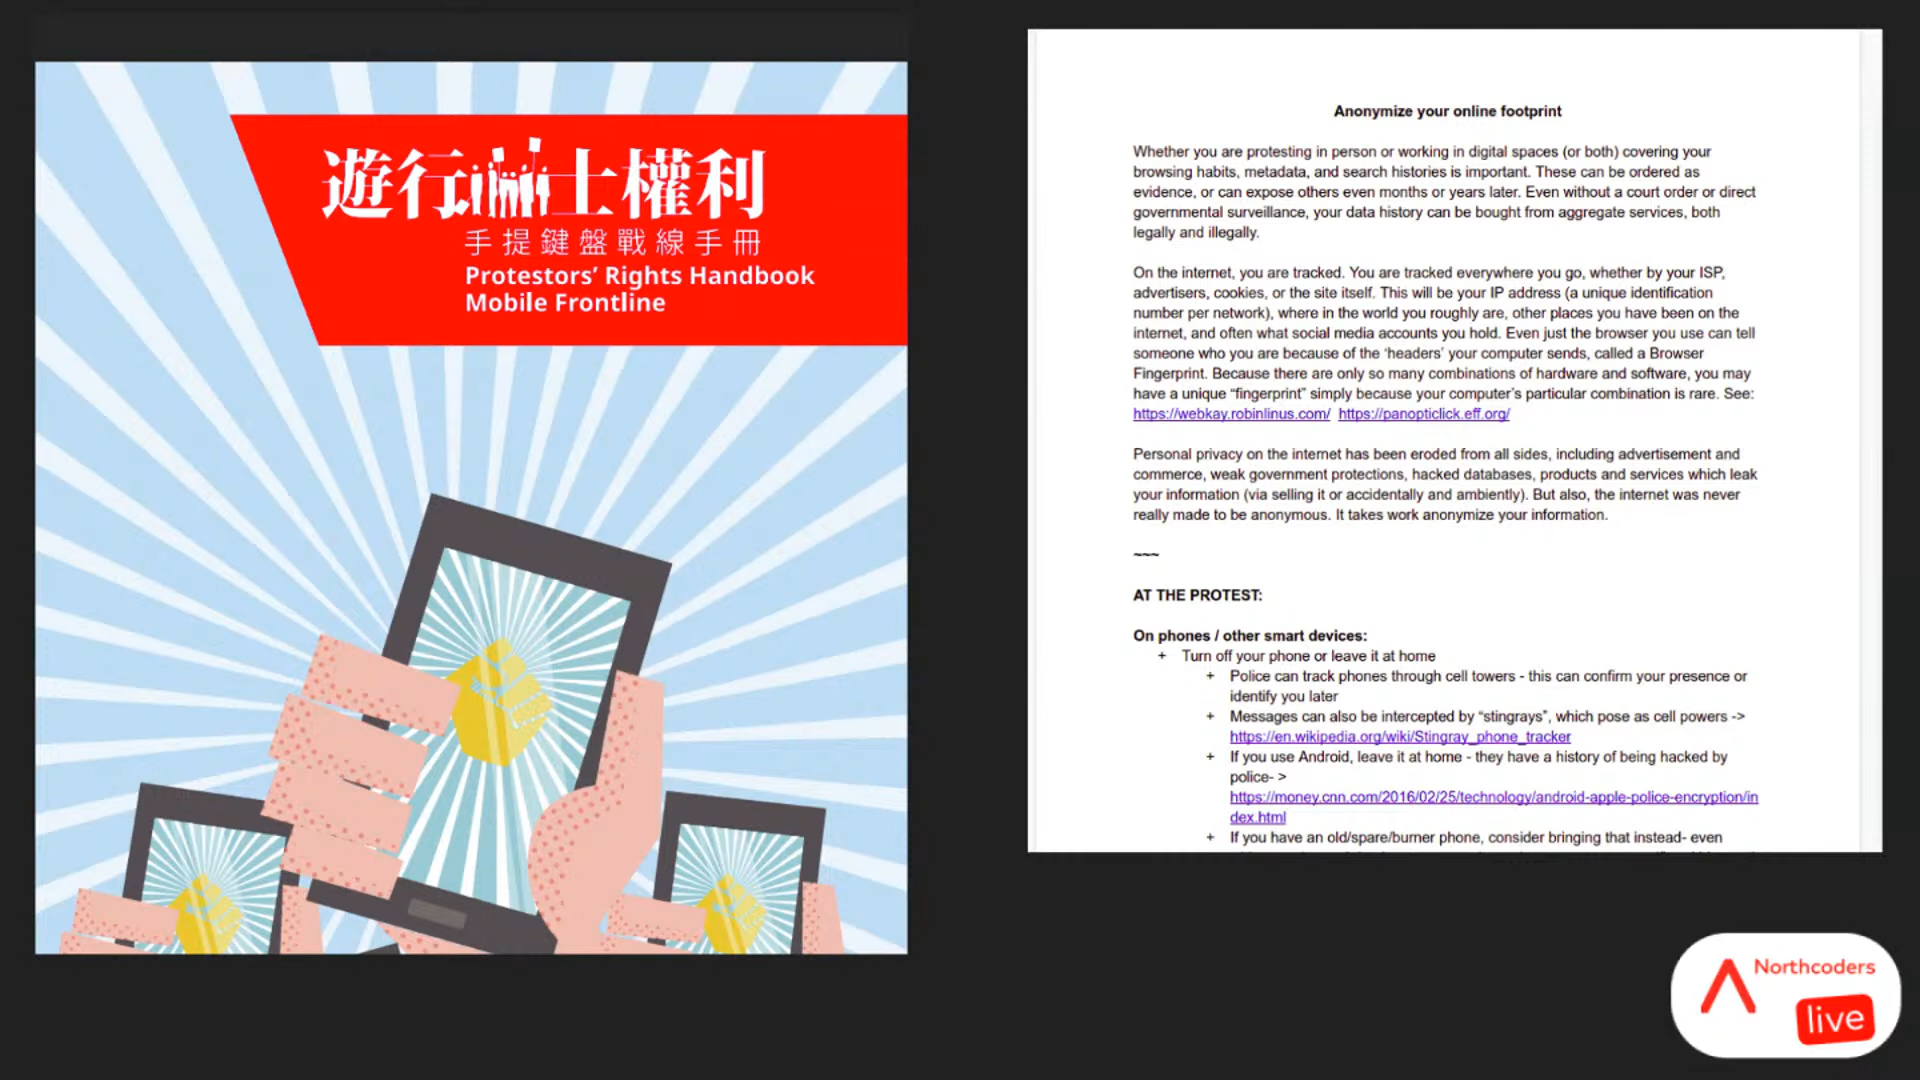 遊行人士權利
手提鍵盤戰線手冊
Protestors’ Rights Handbook
Mobile Frontline
Anonymize your online footprint
Whether you are protesting in person or working in digital spaces (or both) covering your
browsing habits, metadata, and search histories is important. These can be ordered as
evidence, or can expose others even months or years later. Even without a court order or direct
governmental surveillance, your data history can be bought from aggregate services, both
legally and illegally.
On the internet, you are tracked. You are tracked everywhere you go, whether by your ISP,
advertisers, cookies, or the site itself. This will be your IP address (a unique identification
number per network), where in the world you roughly are, other places you have been on the
internet, and often what social media accounts you hold. Even just the browser you use can tell
someone who you are because of the ‘headers’ your computer sends, called a Browser
Fingerprint. Because there are only so many combinations of hardware and software, you may
have a unique “fingerprint” simply because your computer’s particular combination is rare. See:
https://webkay.robinlinus.com/ https://panopticlick.eff.org/
Personal privacy on the internet has been eroded from all sides, including advertisement and
commerce, weak government protections, hacked databases, products and services which leak
your information (via selling it or accidentally and ambiently). But also, the internet was never
really made to be anonymous. It takes work anonymize your information.
~~~
AT THE PROTEST:
On phones / other smart devices:
+ Turn off your phone or leave it at home
+ Police can track phones through cell towers - this can confirm your presence or
identify you later
+ Messages can also be intercepted by “stingrays”, which pose as cell powers ->
https://en.wikipedia.org/wiki/Stingray_phone_tracker
+ If you use Android, leave it at home - they have a history of being hacked by
police- >
https://money.cnn.com/2016/02/25/technology/android-apple-police-encryption/in
dex.html
+ If you have an old/spare/burner phone, consider bringing that instead- even
Northcoders
live